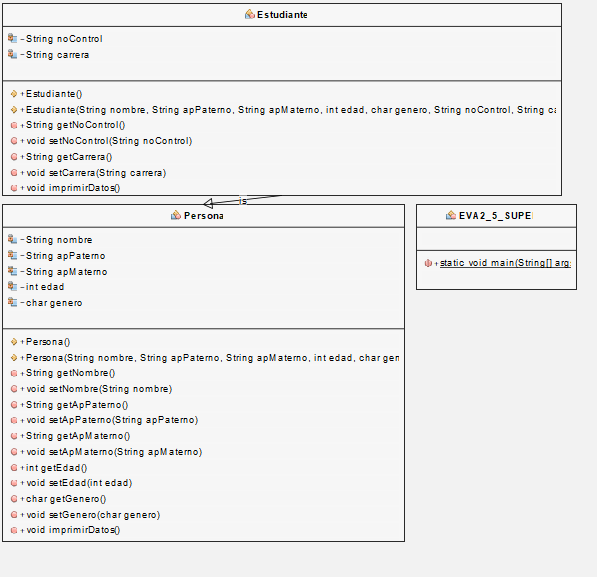 Estudiante
-String noControl
-String carrera
+Estudiante()
+Estudiante(String nombre, String apPaterno, String apMaterno, int edad, char genero, String noControl, String ca
+String getNoControl()
+void setNoControl(String noControl)
+String getCarrera()
+void setCarrera(String carrera)
+void imprimirDatos()
is
Persona
-String nombre
-String apPaterno
-String apMaterno
-int edad
-char genero
+Persona()
+Persona(String nombre, String apPaterno, String apMaterno, int edad, char gen
+String getNombre()
+void setNombre(String nombre)
+String getApPaterno()
+void setApPaterno(String apPaterno)
+String getApMaterno()
+void setApMaterno(String apMaterno)
+int getEdad()
+void setEdad(int edad)
+char getGenero()
+void setGenero(char genero)
+void imprimirDatos()
EVA2_5_SUPE
+static void main(String[] arg